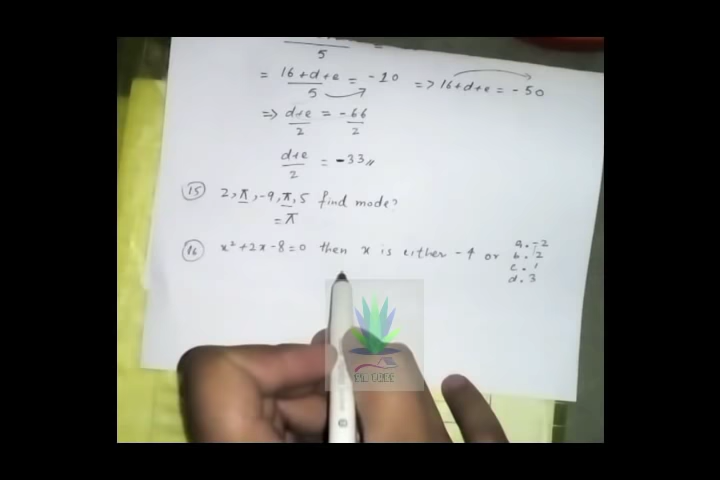 5 =
= 16+d+e / 5 = -10 => 16+d+e = -50
=> d+e / 2 = -66 / 2
d+e / 2 = -33 //
(15) 2, π, -9, π, 5 find mode?
= π
(16) x² + 2x - 8 = 0 then x is either -4 or
a. -2
b. 2
c. 1
d. 3